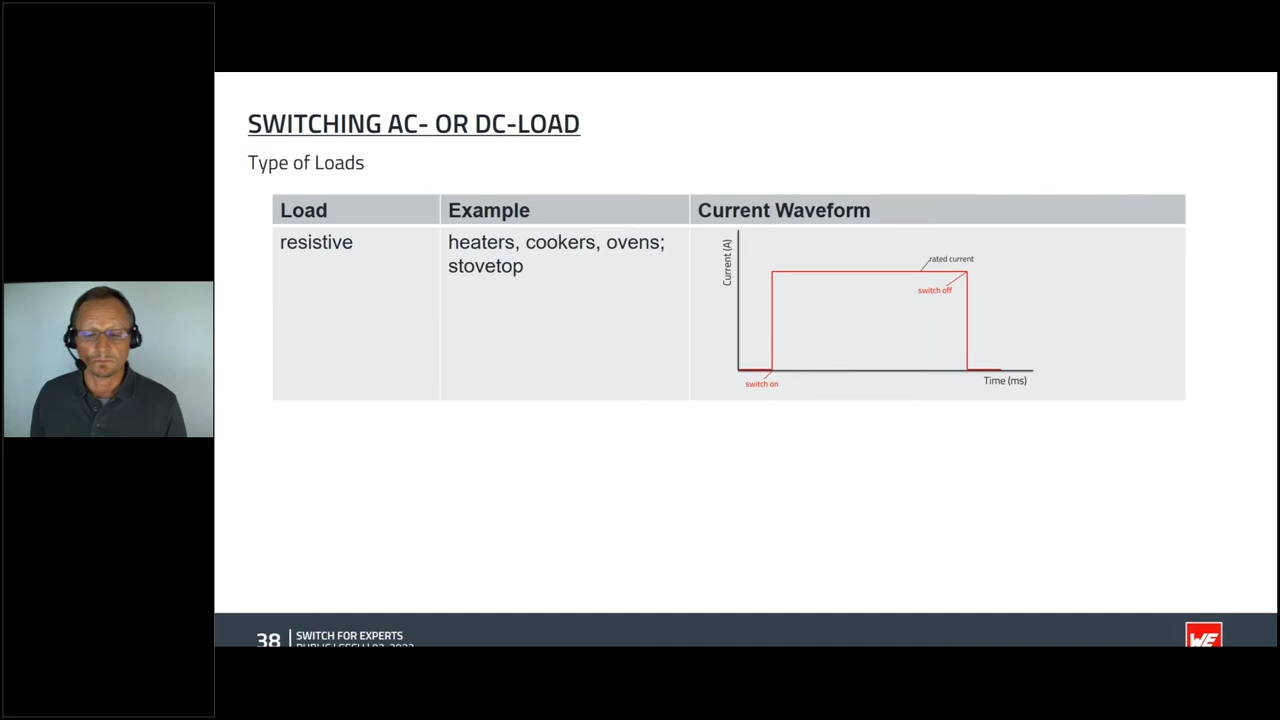 SWITCHING AC- OR DC-LOAD
Type of Loads
Load Example Current Waveform
resistive
heaters, cookers, ovens;
stovetop
Current (A)
rated current
switch off
switch on
Time (ms)
38
SWITCH FOR EXPERTS
WE